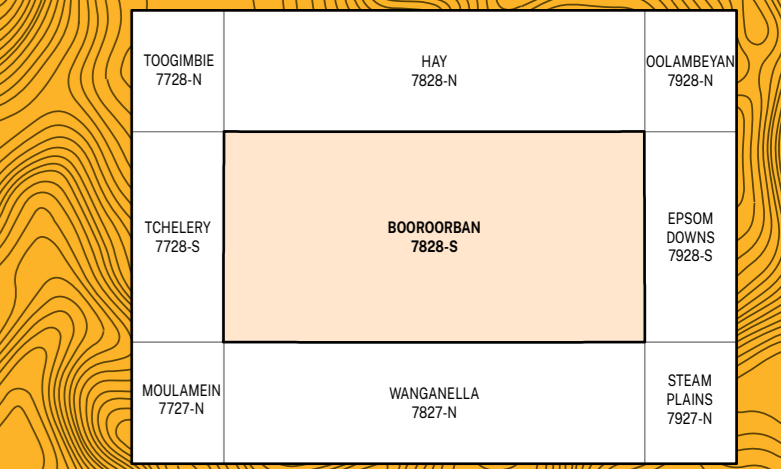 TOOGIMBIE
7728-N
HAY
7828-N
OOLAMBEYAN
7928-N
TCHELERY
7728-S
BOOROORBAN
7828-S
EPSOM
DOWNS
7928-S
MOULAMEIN
7727-N
WANGANELLA
7827-N
STEAM
PLAINS
7927-N